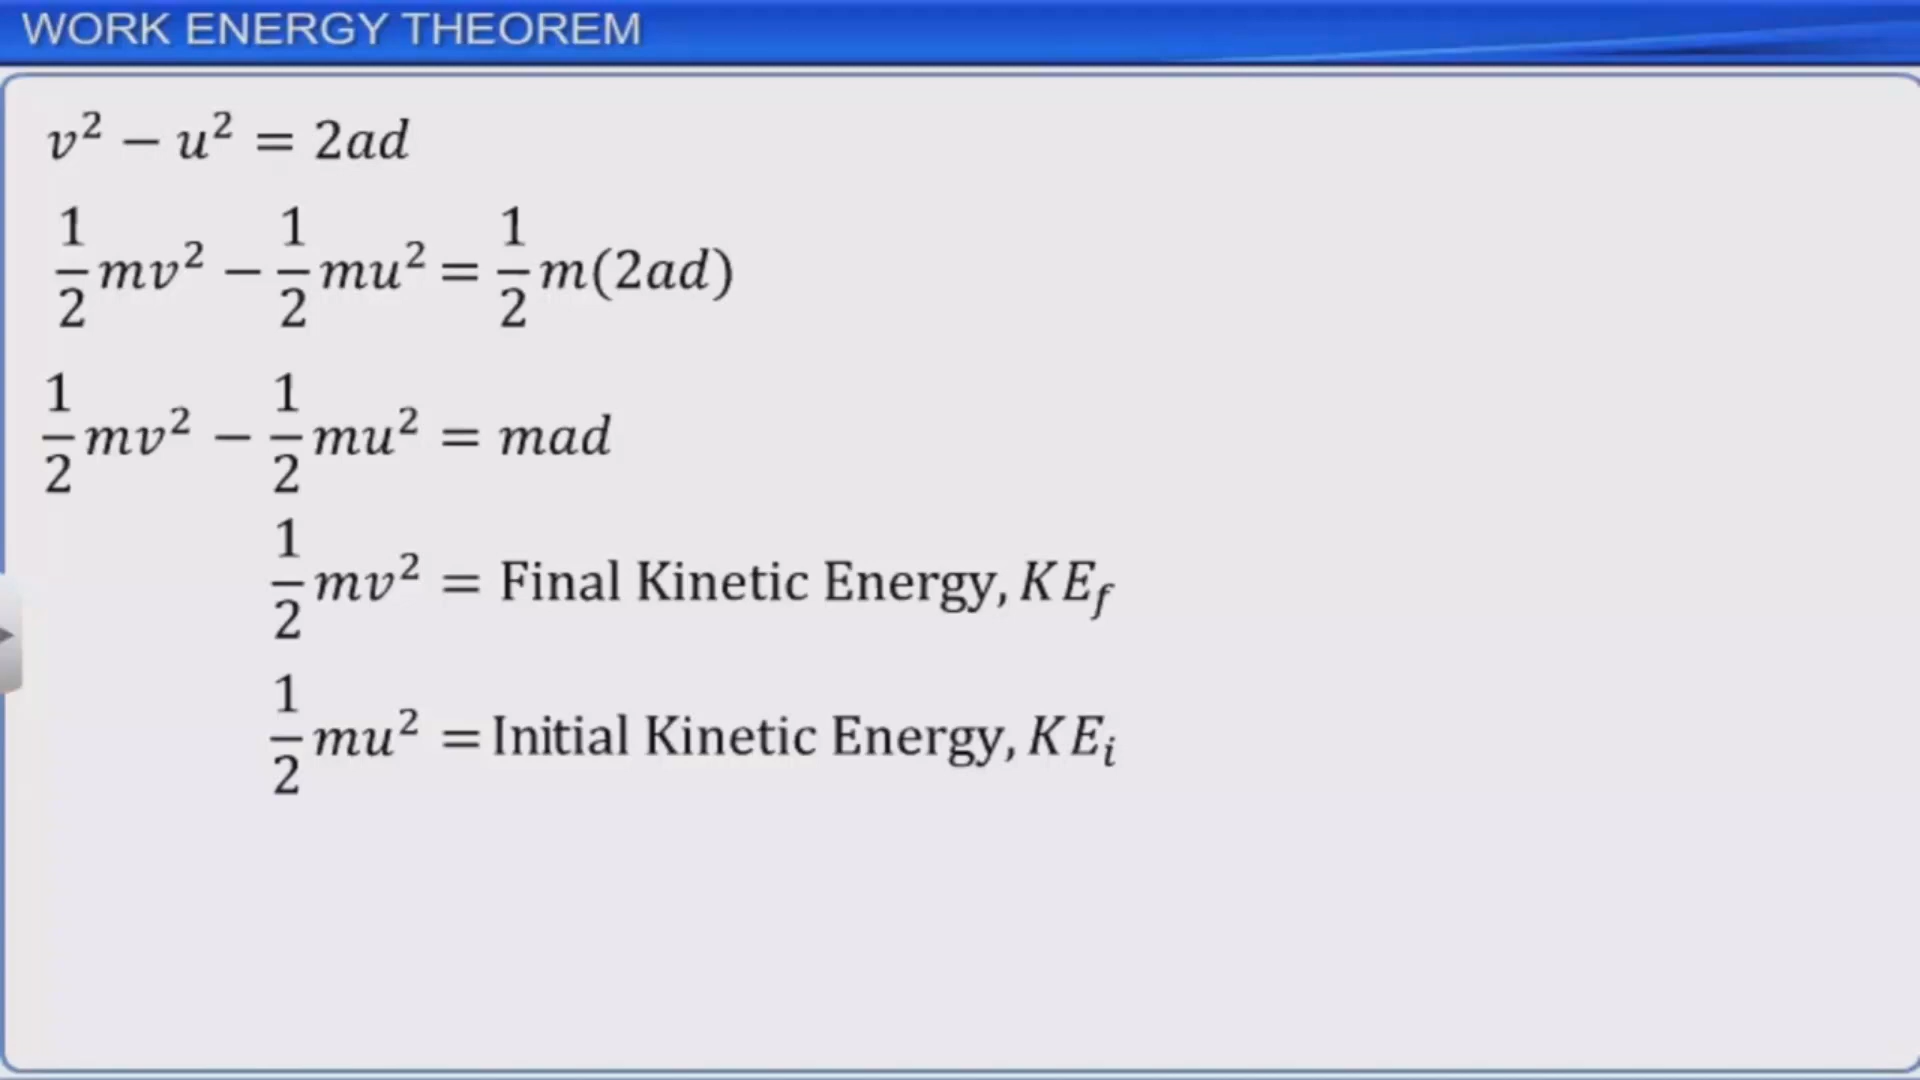 WORK ENERGY THEOREM
v² − u² = 2ad
1/2 mv² − 1/2 mu² = 1/2 m(2ad)
1/2 mv² − 1/2 mu² = mad
1/2 mv² = Final Kinetic Energy, KE_f
1/2 mu² = Initial Kinetic Energy, KE_i